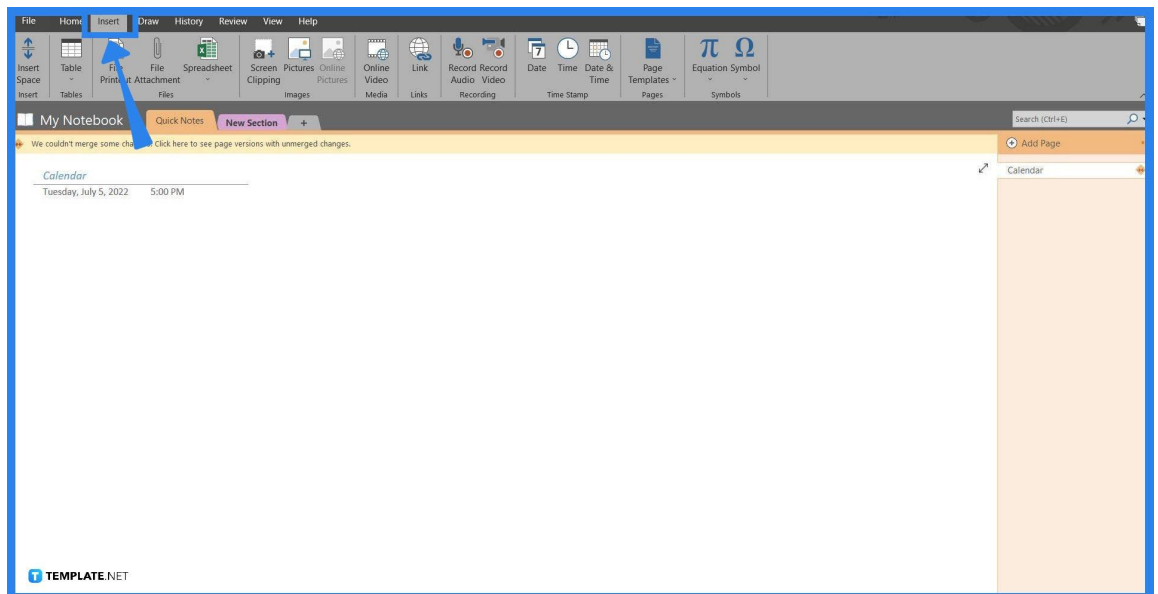 File Home Insert Draw History Review View Help
Insert Space
Table
File Printout
File Attachment
Spreadsheet
Screen Clipping
Pictures
Online Pictures
Online Video
Link
Record Audio
Record Video
Date
Time
Date & Time
Page Templates
Equation
Symbol
Insert Tables Files Images Media Links Recording Time Stamp Pages Symbols
My Notebook Quick Notes New Section + Search (Ctrl+E)
We couldn't merge some Click here to see page versions with unmerged changes. Add Page
Calendar Calendar
Tuesday, July 5, 2022 5:00 PM
TEMPLATE.NET